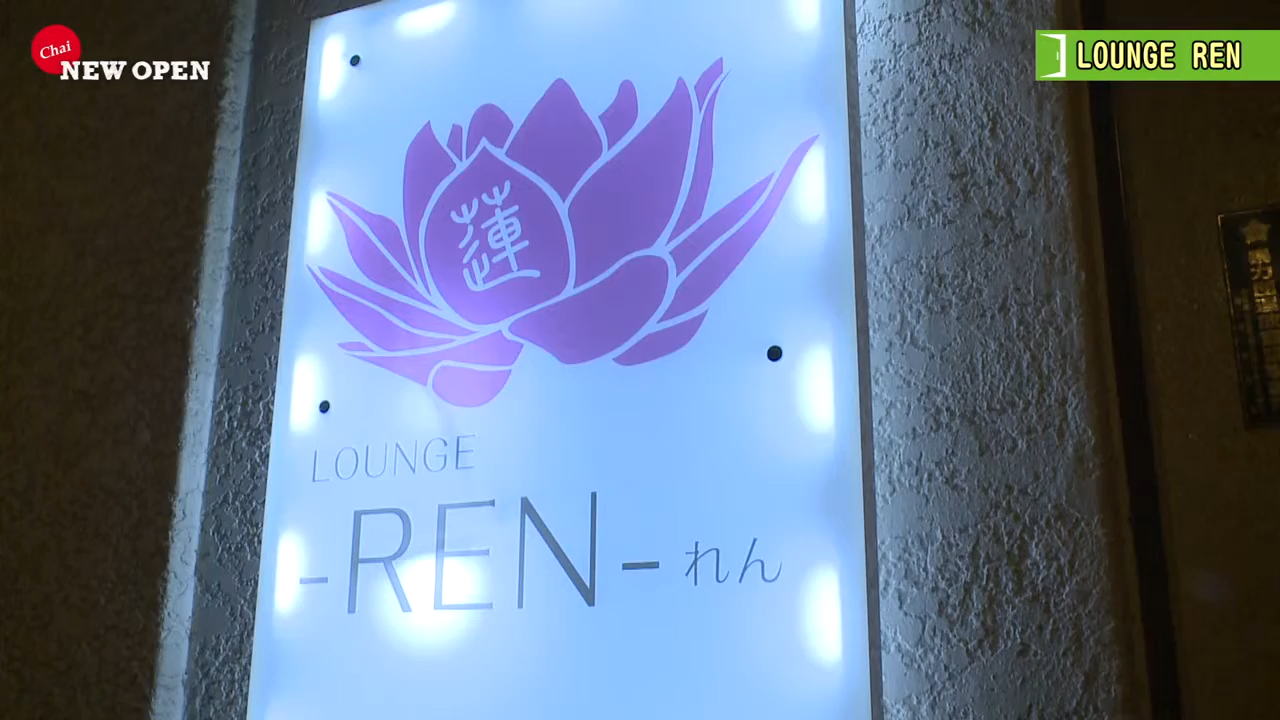 Chai
NEW OPEN
LOUNGE REN
蓮
LOUNGE
-REN-れん